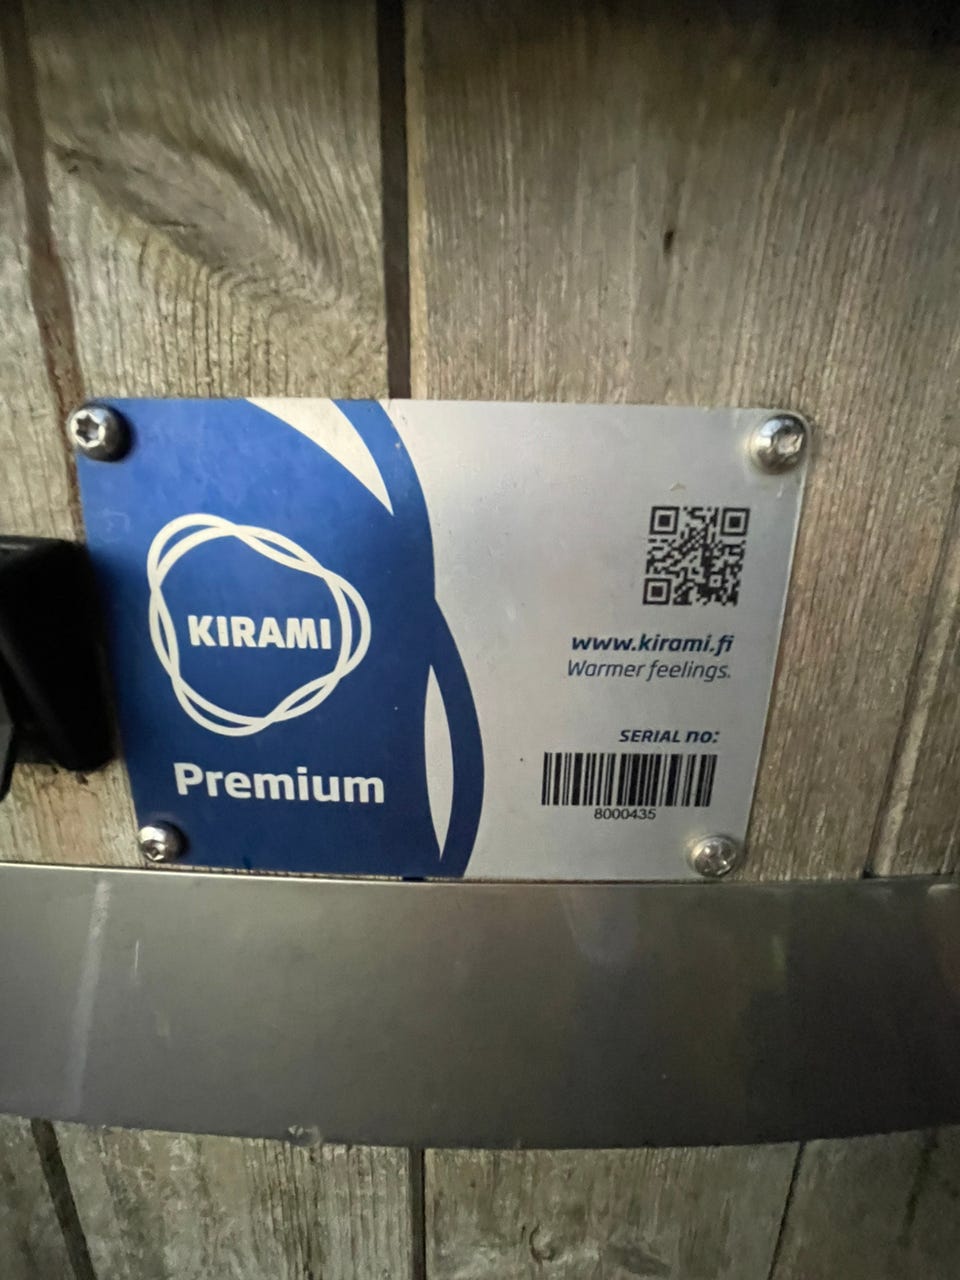 KIRAMI
Premium
www.kirami.fi
Warmer feelings.
SERIAL no:
8000435